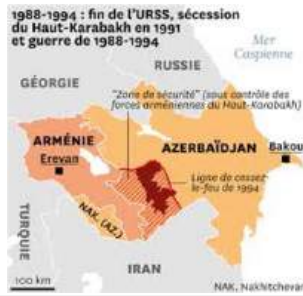 1988-1994 : fin de l'URSS, sécession
du Haut-Karabakh en 1991
et guerre de 1988-1994
Mer
Caspienne
RUSSIE
GÉORGIE
"Zone de sécurité" (sous contrôle des
forces arméniennes du Haut-Karabakh)
ARMÉNIE
Erevan
AZERBAÏDJAN
Bakou
Ligne de cessez-
le-feu de 1994
NAK. (AZ.)
TURQUIE
IRAN
100 km
NAK. Nakhitchevan